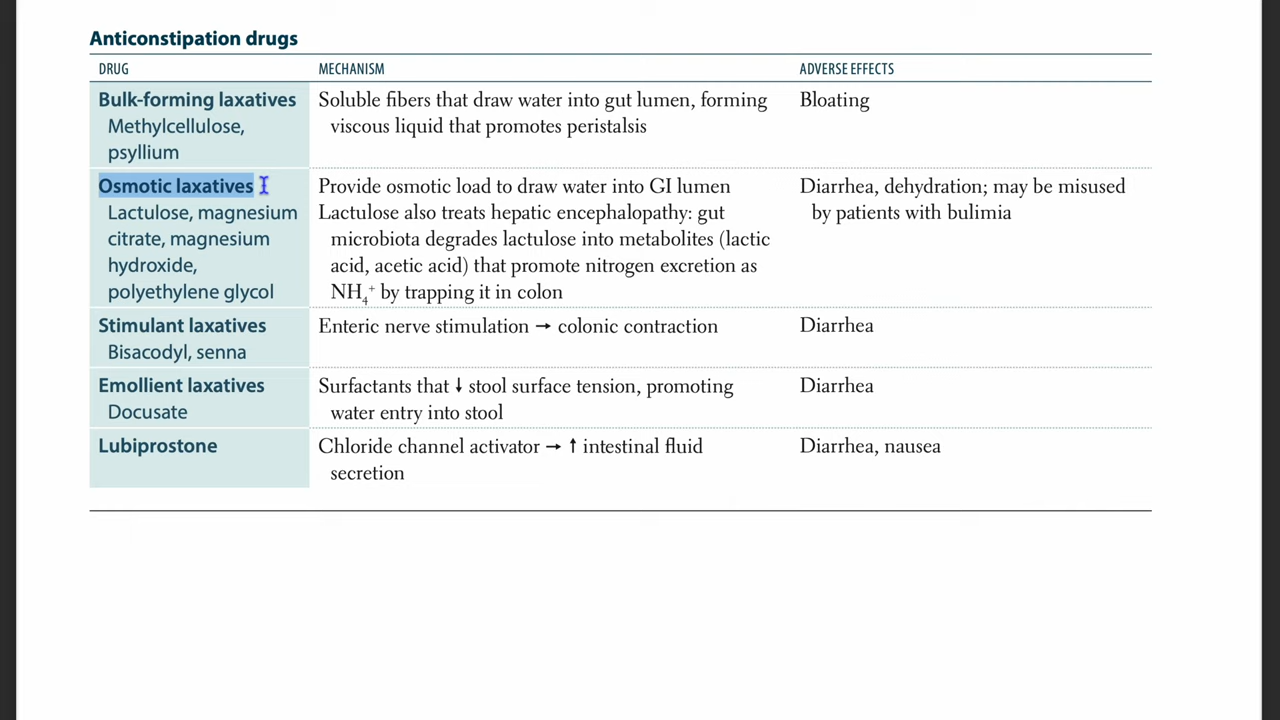 Anticonstipation drugs
DRUG
MECHANISM
ADVERSE EFFECTS
Bulk-forming laxatives
Methylcellulose,
psyllium
Soluble fibers that draw water into gut lumen, forming
viscous liquid that promotes peristalsis
Bloating
Osmotic laxatives
Lactulose, magnesium
citrate, magnesium
hydroxide,
polyethylene glycol
Provide osmotic load to draw water into GI lumen
Lactulose also treats hepatic encephalopathy: gut
microbiota degrades lactulose into metabolites (lactic
acid, acetic acid) that promote nitrogen excretion as
NH₄⁺ by trapping it in colon
Diarrhea, dehydration; may be misused
by patients with bulimia
Stimulant laxatives
Bisacodyl, senna
Enteric nerve stimulation → colonic contraction
Diarrhea
Emollient laxatives
Docusate
Surfactants that ↓ stool surface tension, promoting
water entry into stool
Diarrhea
Lubiprostone
Chloride channel activator → ↑ intestinal fluid
secretion
Diarrhea, nausea